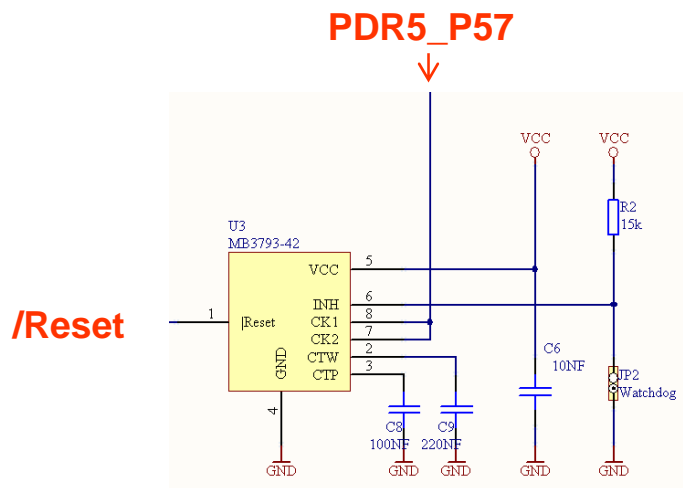 PDR5_P57
VCC
VCC
R2
15k
U3
MB3793-42
VCC
5
INH
6
/Reset
1
|Reset
CK1
8
CK2
7
CTW
2
CTP
3
GND
4
C6
10NF
JP2
Watchdog
C8
100NF
C9
220NF
GND
GND
GND
GND
GND